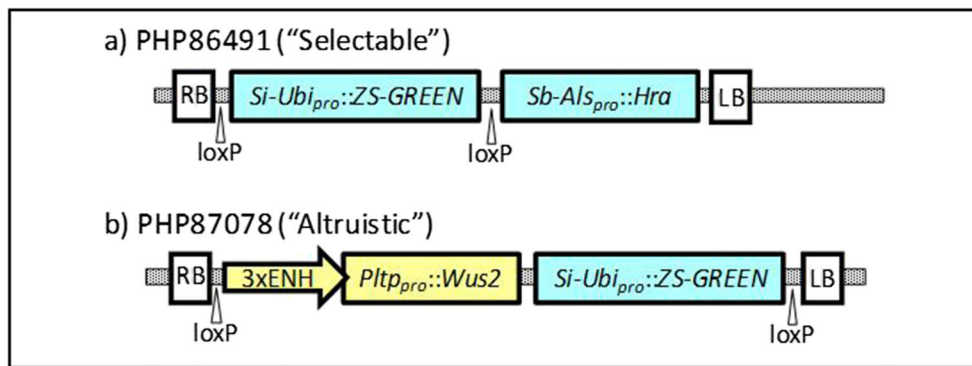 a) PHP86491 ("Selectable")
RB Si-Ubipro::ZS-GREEN Sb-Alspro::Hra LB
loxP loxP
b) PHP87078 ("Altruistic")
RB 3xENH Pltppro::Wus2 Si-Ubipro::ZS-GREEN LB
loxP loxP